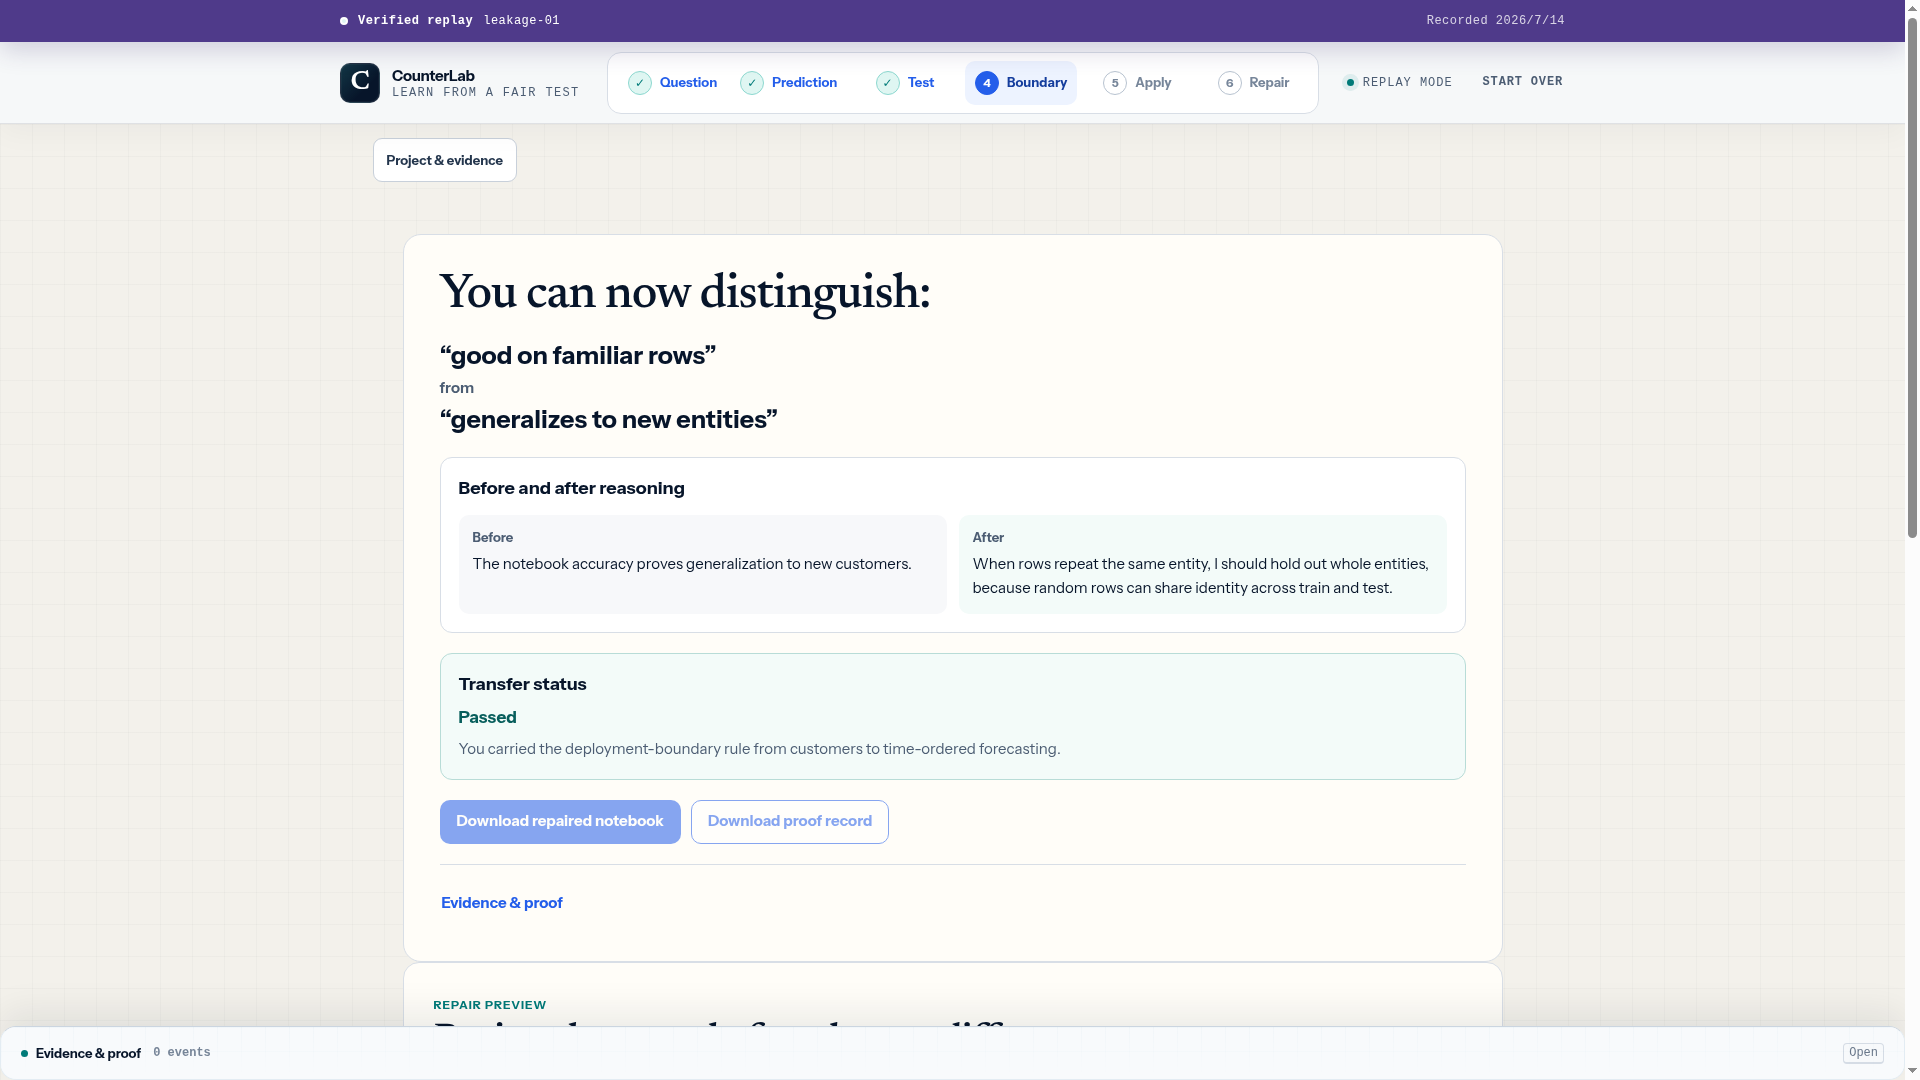 Verified replay leakage-01
Recorded 2026/7/14
C
CounterLab
LEARN FROM A FAIR TEST
✓ Question
✓ Prediction
✓ Test
4 Boundary
5 Apply
6 Repair
REPLAY MODE
START OVER
Project & evidence
You can now distinguish:
“good on familiar rows”
from
“generalizes to new entities”
Before and after reasoning
Before
The notebook accuracy proves generalization to new customers.
After
When rows repeat the same entity, I should hold out whole entities,
because random rows can share identity across train and test.
Transfer status
Passed
You carried the deployment-boundary rule from customers to time-ordered forecasting.
Download repaired notebook
Download proof record
Evidence & proof
REPAIR PREVIEW
Evidence & proof 0 events
Open